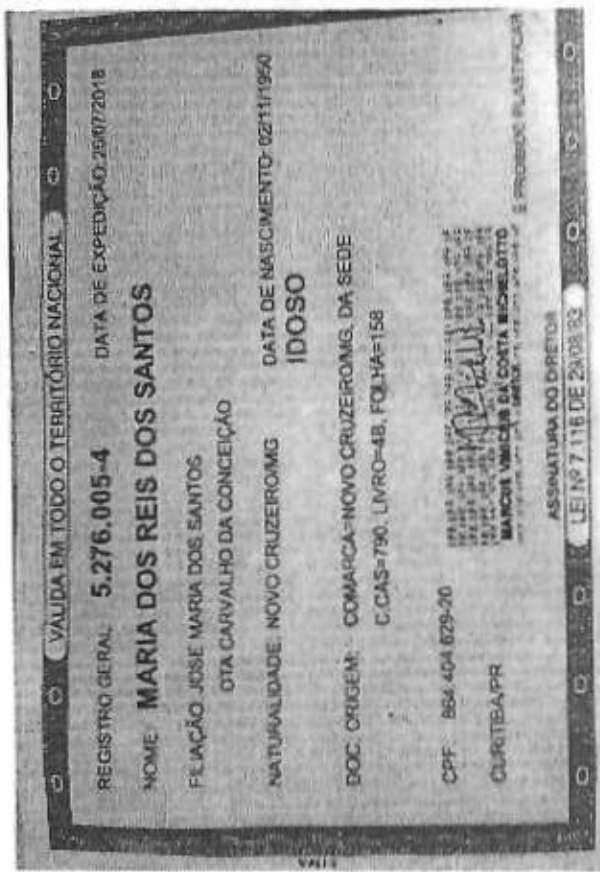 VÁLIDA EM TODO O TERRITÓRIO NACIONAL
REGISTRO GERAL: 5.276.005-4 DATA DE EXPEDIÇÃO: 26/07/2018
NOME: MARIA DOS REIS DOS SANTOS
FILIAÇÃO: JOSE MARIA DOS SANTOS
OTA CARVALHO DA CONCEIÇÃO
NATURALIDADE: NOVO CRUZEIRO/MG DATA DE NASCIMENTO: 02/11/1950
IDOSO
DOC. ORIGEM: COMARCA=NOVO CRUZEIRO/MG, DA SEDE
C.CAS=790, LIVRO=4B, FOLHA=158
CPF: 864.404.629-20
CURITIBA/PR
MARCUS VINICIUS DA COSTA MICHELOTTO
ASSINATURA DO DIRETOR
É PROIBIDO PLASTIFICAR
LEI Nº 7.116 DE 29/08/83